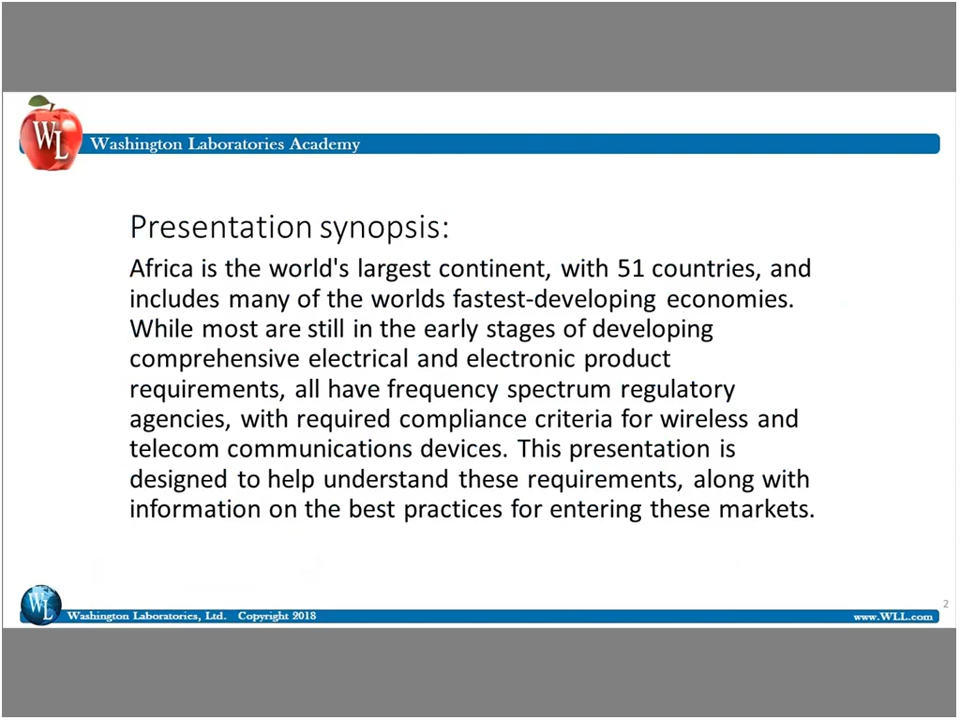 WL
Washington Laboratories Academy
Presentation synopsis:
Africa is the world's largest continent, with 51 countries, and
includes many of the worlds fastest-developing economies.
While most are still in the early stages of developing
comprehensive electrical and electronic product
requirements, all have frequency spectrum regulatory
agencies, with required compliance criteria for wireless and
telecom communications devices. This presentation is
designed to help understand these requirements, along with
information on the best practices for entering these markets.
2
WL
Washington Laboratories, Ltd. Copyright 2018
www.WLL.com